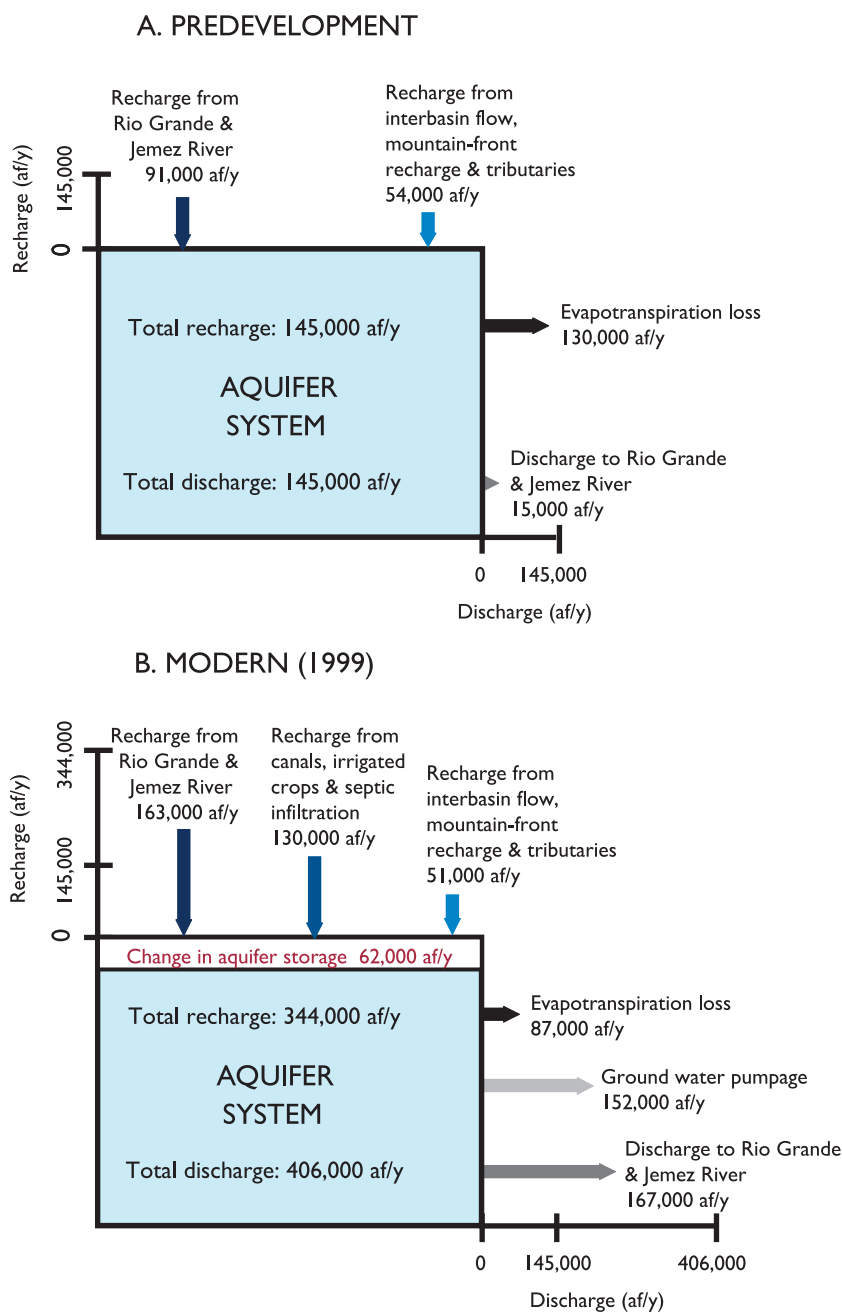 A. PREDEVELOPMENT
Recharge from
Rio Grande &
Jemez River
91,000 af/y
Recharge from
interbasin flow,
mountain-front
recharge & tributaries
54,000 af/y
Recharge (af/y)
145,000
0
Total recharge: 145,000 af/y
AQUIFER
SYSTEM
Total discharge: 145,000 af/y
Evapotranspiration loss
130,000 af/y
Discharge to Rio Grande
& Jemez River
15,000 af/y
0
145,000
Discharge (af/y)
B. MODERN (1999)
Recharge from
Rio Grande &
Jemez River
163,000 af/y
Recharge from
canals, irrigated
crops & septic
infiltration
130,000 af/y
Recharge from
interbasin flow,
mountain-front
recharge & tributaries
51,000 af/y
Recharge (af/y)
344,000
145,000
0
Change in aquifer storage 62,000 af/y
Total recharge: 344,000 af/y
AQUIFER
SYSTEM
Total discharge: 406,000 af/y
Evapotranspiration loss
87,000 af/y
Ground water pumpage
152,000 af/y
Discharge to Rio Grande
& Jemez River
167,000 af/y
0
145,000
406,000
Discharge (af/y)